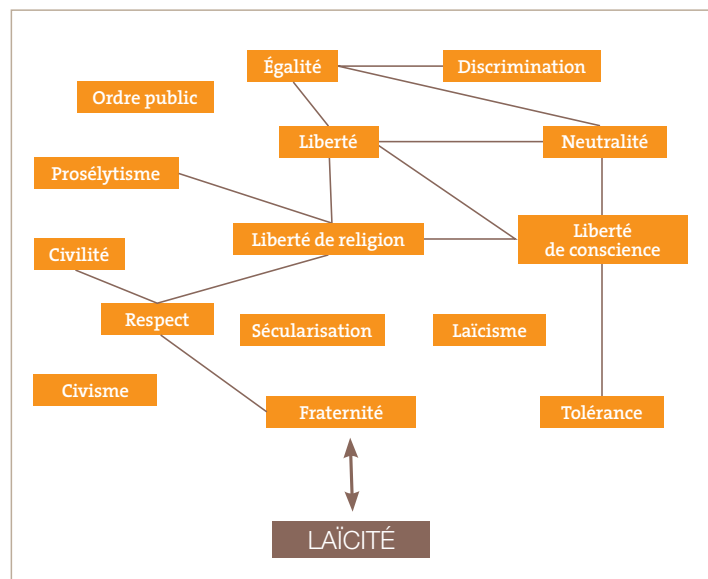 Égalité
Discrimination
Ordre public
Liberté
Neutralité
Prosélytisme
Liberté de religion
Liberté
de conscience
Civilité
Respect
Sécularisation
Laïcisme
Civisme
Fraternité
Tolérance
LAÏCITÉ